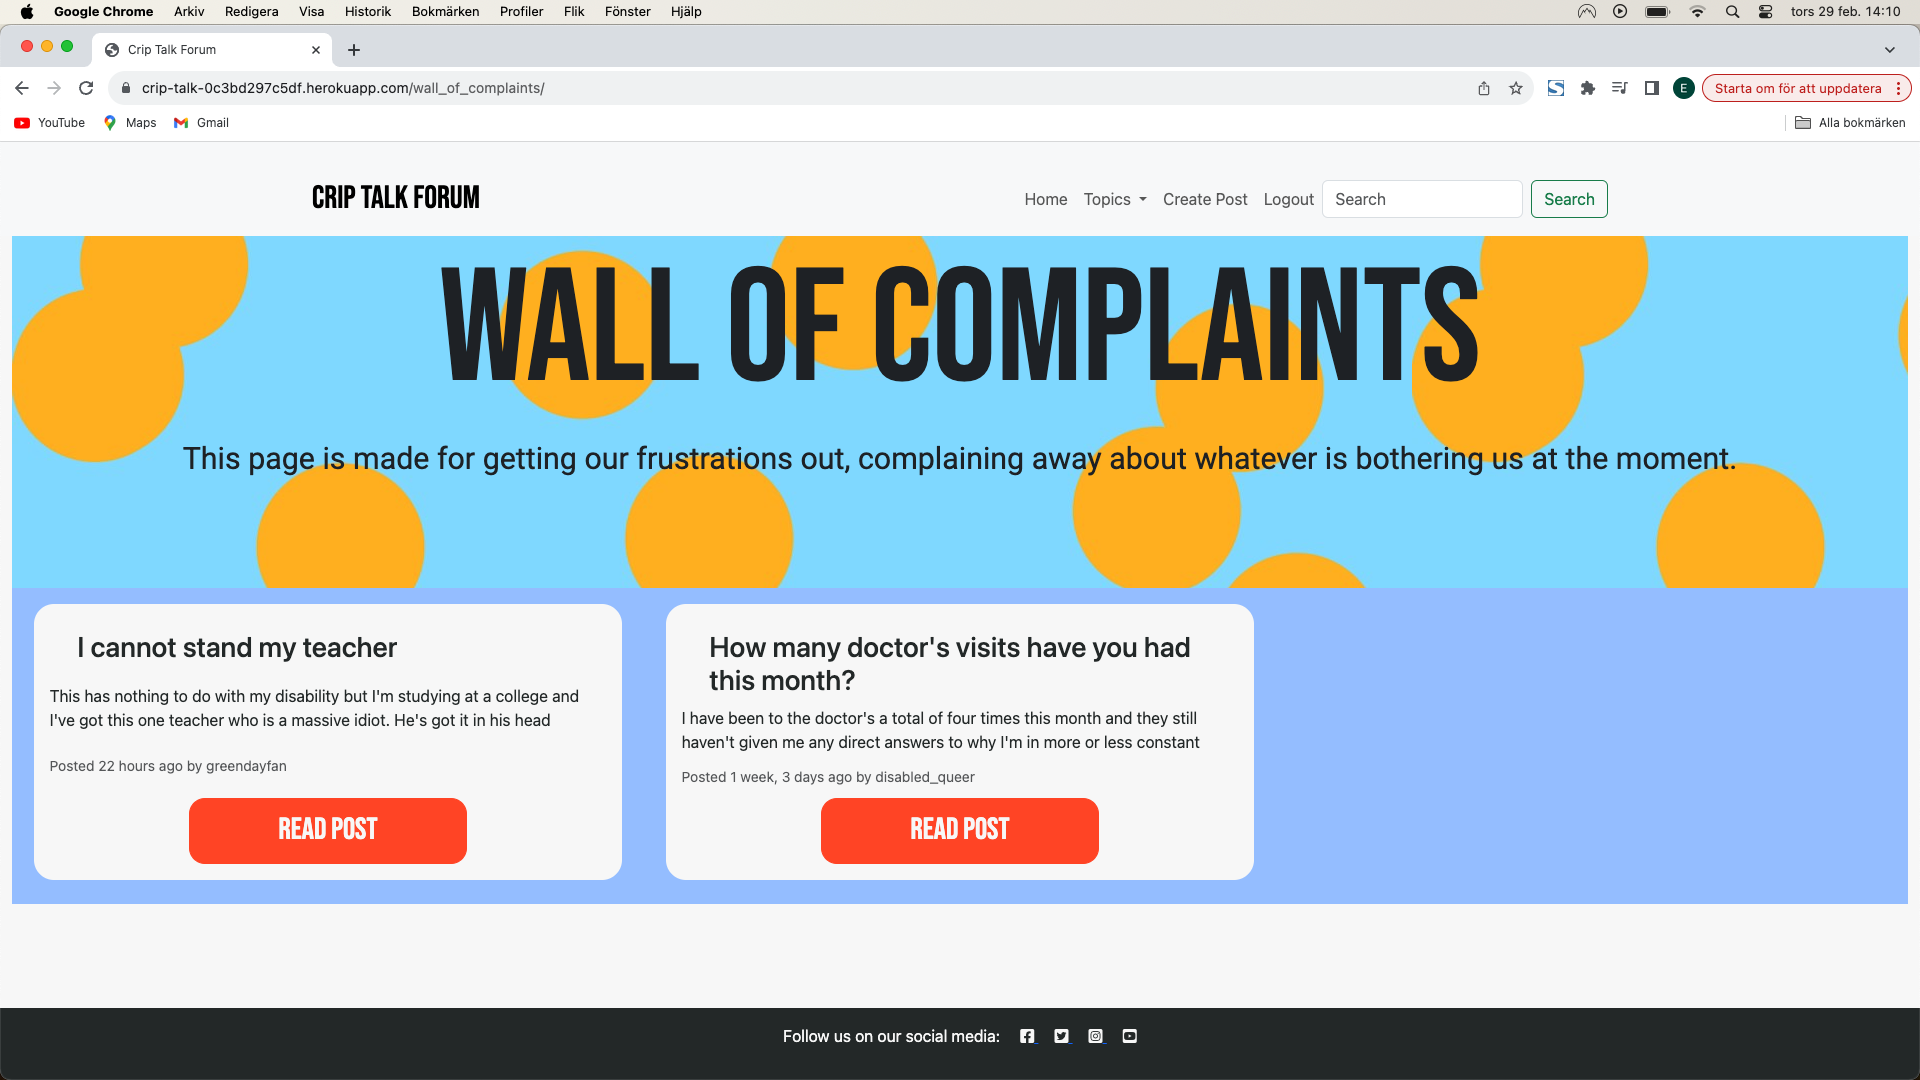 Google Chrome Arkiv Redigera Visa Historik Bokmärken Profiler Flik Fönster Hjälp tors 29 feb. 14:10
Crip Talk Forum
crip-talk-0c3bd297c5df.herokuapp.com/wall_of_complaints/ E Starta om för att uppdatera
YouTube Maps Gmail Alla bokmärken
CRIP TALK FORUM Home Topics Create Post Logout Search Search
WALL OF COMPLAINTS
This page is made for getting our frustrations out, complaining away about whatever is bothering us at the moment.
I cannot stand my teacher
This has nothing to do with my disability but I'm studying at a college and
I've got this one teacher who is a massive idiot. He's got it in his head
Posted 22 hours ago by greendayfan
READ POST
How many doctor's visits have you had
this month?
I have been to the doctor's a total of four times this month and they still
haven't given me any direct answers to why I'm in more or less constant
Posted 1 week, 3 days ago by disabled_queer
READ POST
Follow us on our social media: